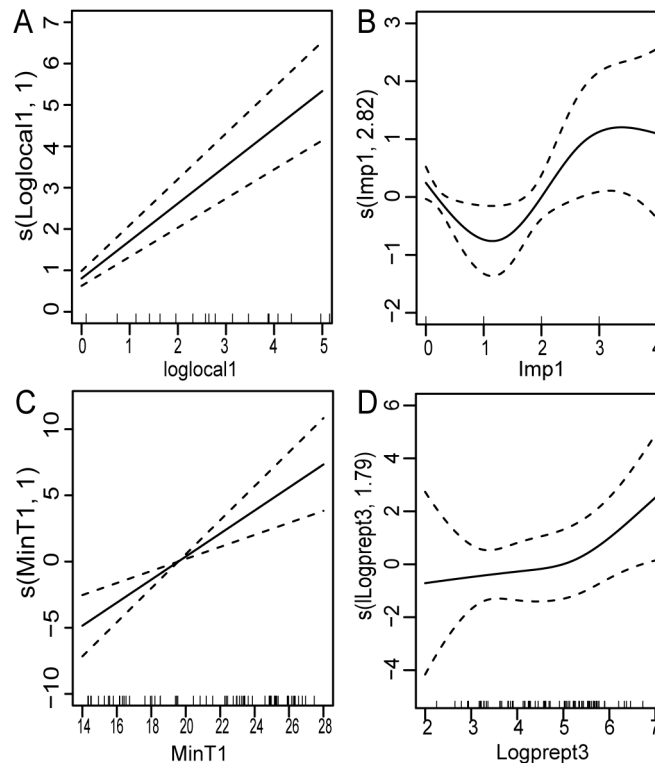 A
s(Loglocal1, 1)
7
6
5
4
3
2
1
0
0 1 2 3 4 5
loglocal1
B
s(Imp1, 2.82)
3
2
1
0
−1
−2
0 1 2 3 4
Imp1
C
s(MinT1, 1)
10
5
0
−5
−10
14 16 18 20 22 24 26 28
MinT1
D
s(lLogprept3, 1.79)
6
4
2
0
−2
−4
2 3 4 5 6 7
Logprept3